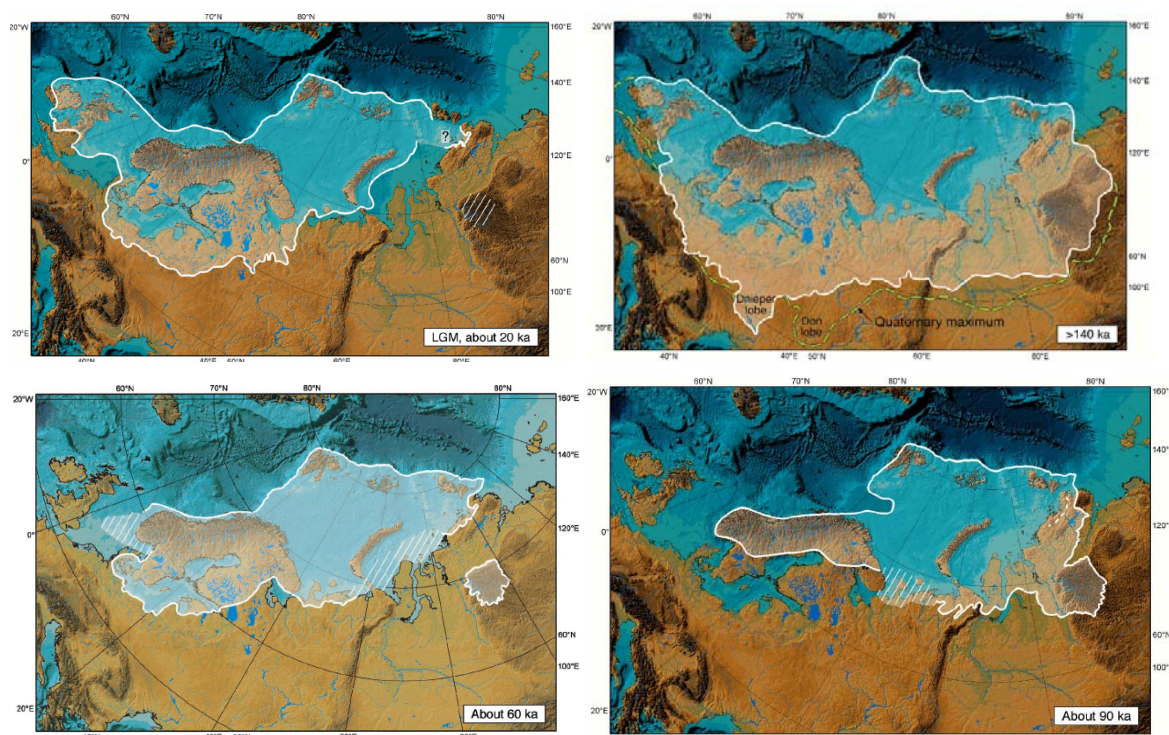 60°N 70°N 80°N 80°N
20°W 160°E
140°E
?
0° 120°E
60°N
100°E
20°E
LGM, about 20 ka
40°N 40°E 50°N 60°E 80°E
60°N 70°N 80°N 80°N
20°W 160°E
140°E
0° 120°E
60°N
100°E
Dnieper
lobe
Don
lobe
Quaternary maximum
20°E
>140 ka
40°N 40°E 50°N 60°E 80°E
60°N 70°N 80°N 80°N
20°W 160°E
140°E
0° 120°E
60°N
100°E
20°E
About 60 ka
60°N 70°N 80°N 80°N
20°W 160°E
140°E
0° 120°E
60°N
100°E
20°E
About 90 ka